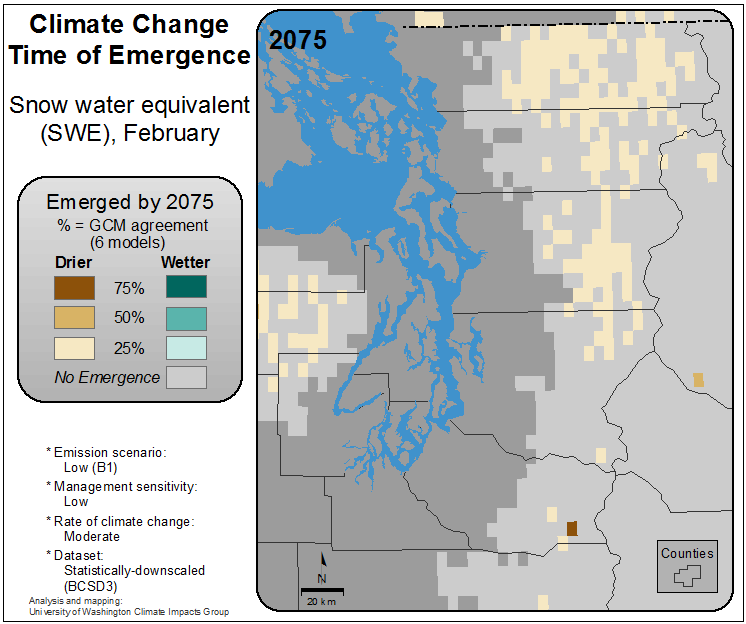 Climate Change
Time of Emergence
Snow water equivalent
(SWE), February
Emerged by 2075
% = GCM agreement
(6 models)
Drier Wetter
75%
50%
25%
No Emergence
* Emission scenario:
Low (B1)
* Management sensitivity:
Low
* Rate of climate change:
Moderate
* Dataset:
Statistically-downscaled
(BCSD3)
Analysis and mapping:
University of Washington Climate Impacts Group
2075
N
20 km
Counties